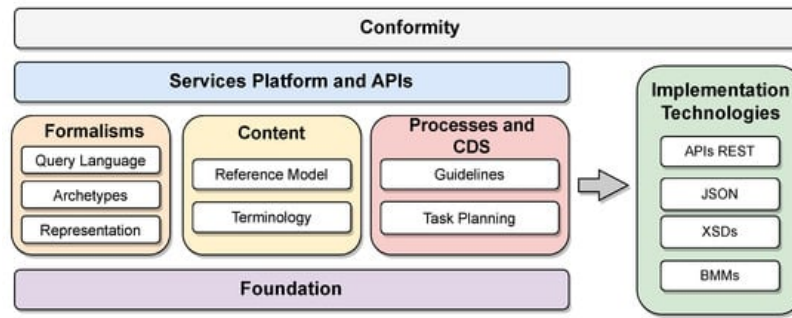 Conformity
Services Platform and APIs
Formalisms
Query Language
Archetypes
Representation
Content
Reference Model
Terminology
Processes and
CDS
Guidelines
Task Planning
Implementation
Technologies
APIs REST
JSON
XSDs
BMMs
Foundation